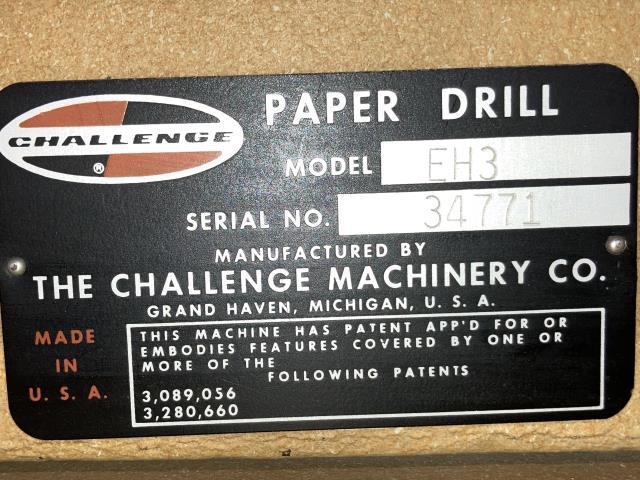 CHALLENGE
®
PAPER DRILL
MODEL EH3
SERIAL NO. 34771
MANUFACTURED BY
THE CHALLENGE MACHINERY CO.
GRAND HAVEN, MICHIGAN, U. S. A.
MADE
IN
U. S. A.
THIS MACHINE HAS PATENT APP'D FOR OR
EMBODIES FEATURES COVERED BY ONE OR
MORE OF THE
FOLLOWING PATENTS
3,089,056
3,280,660